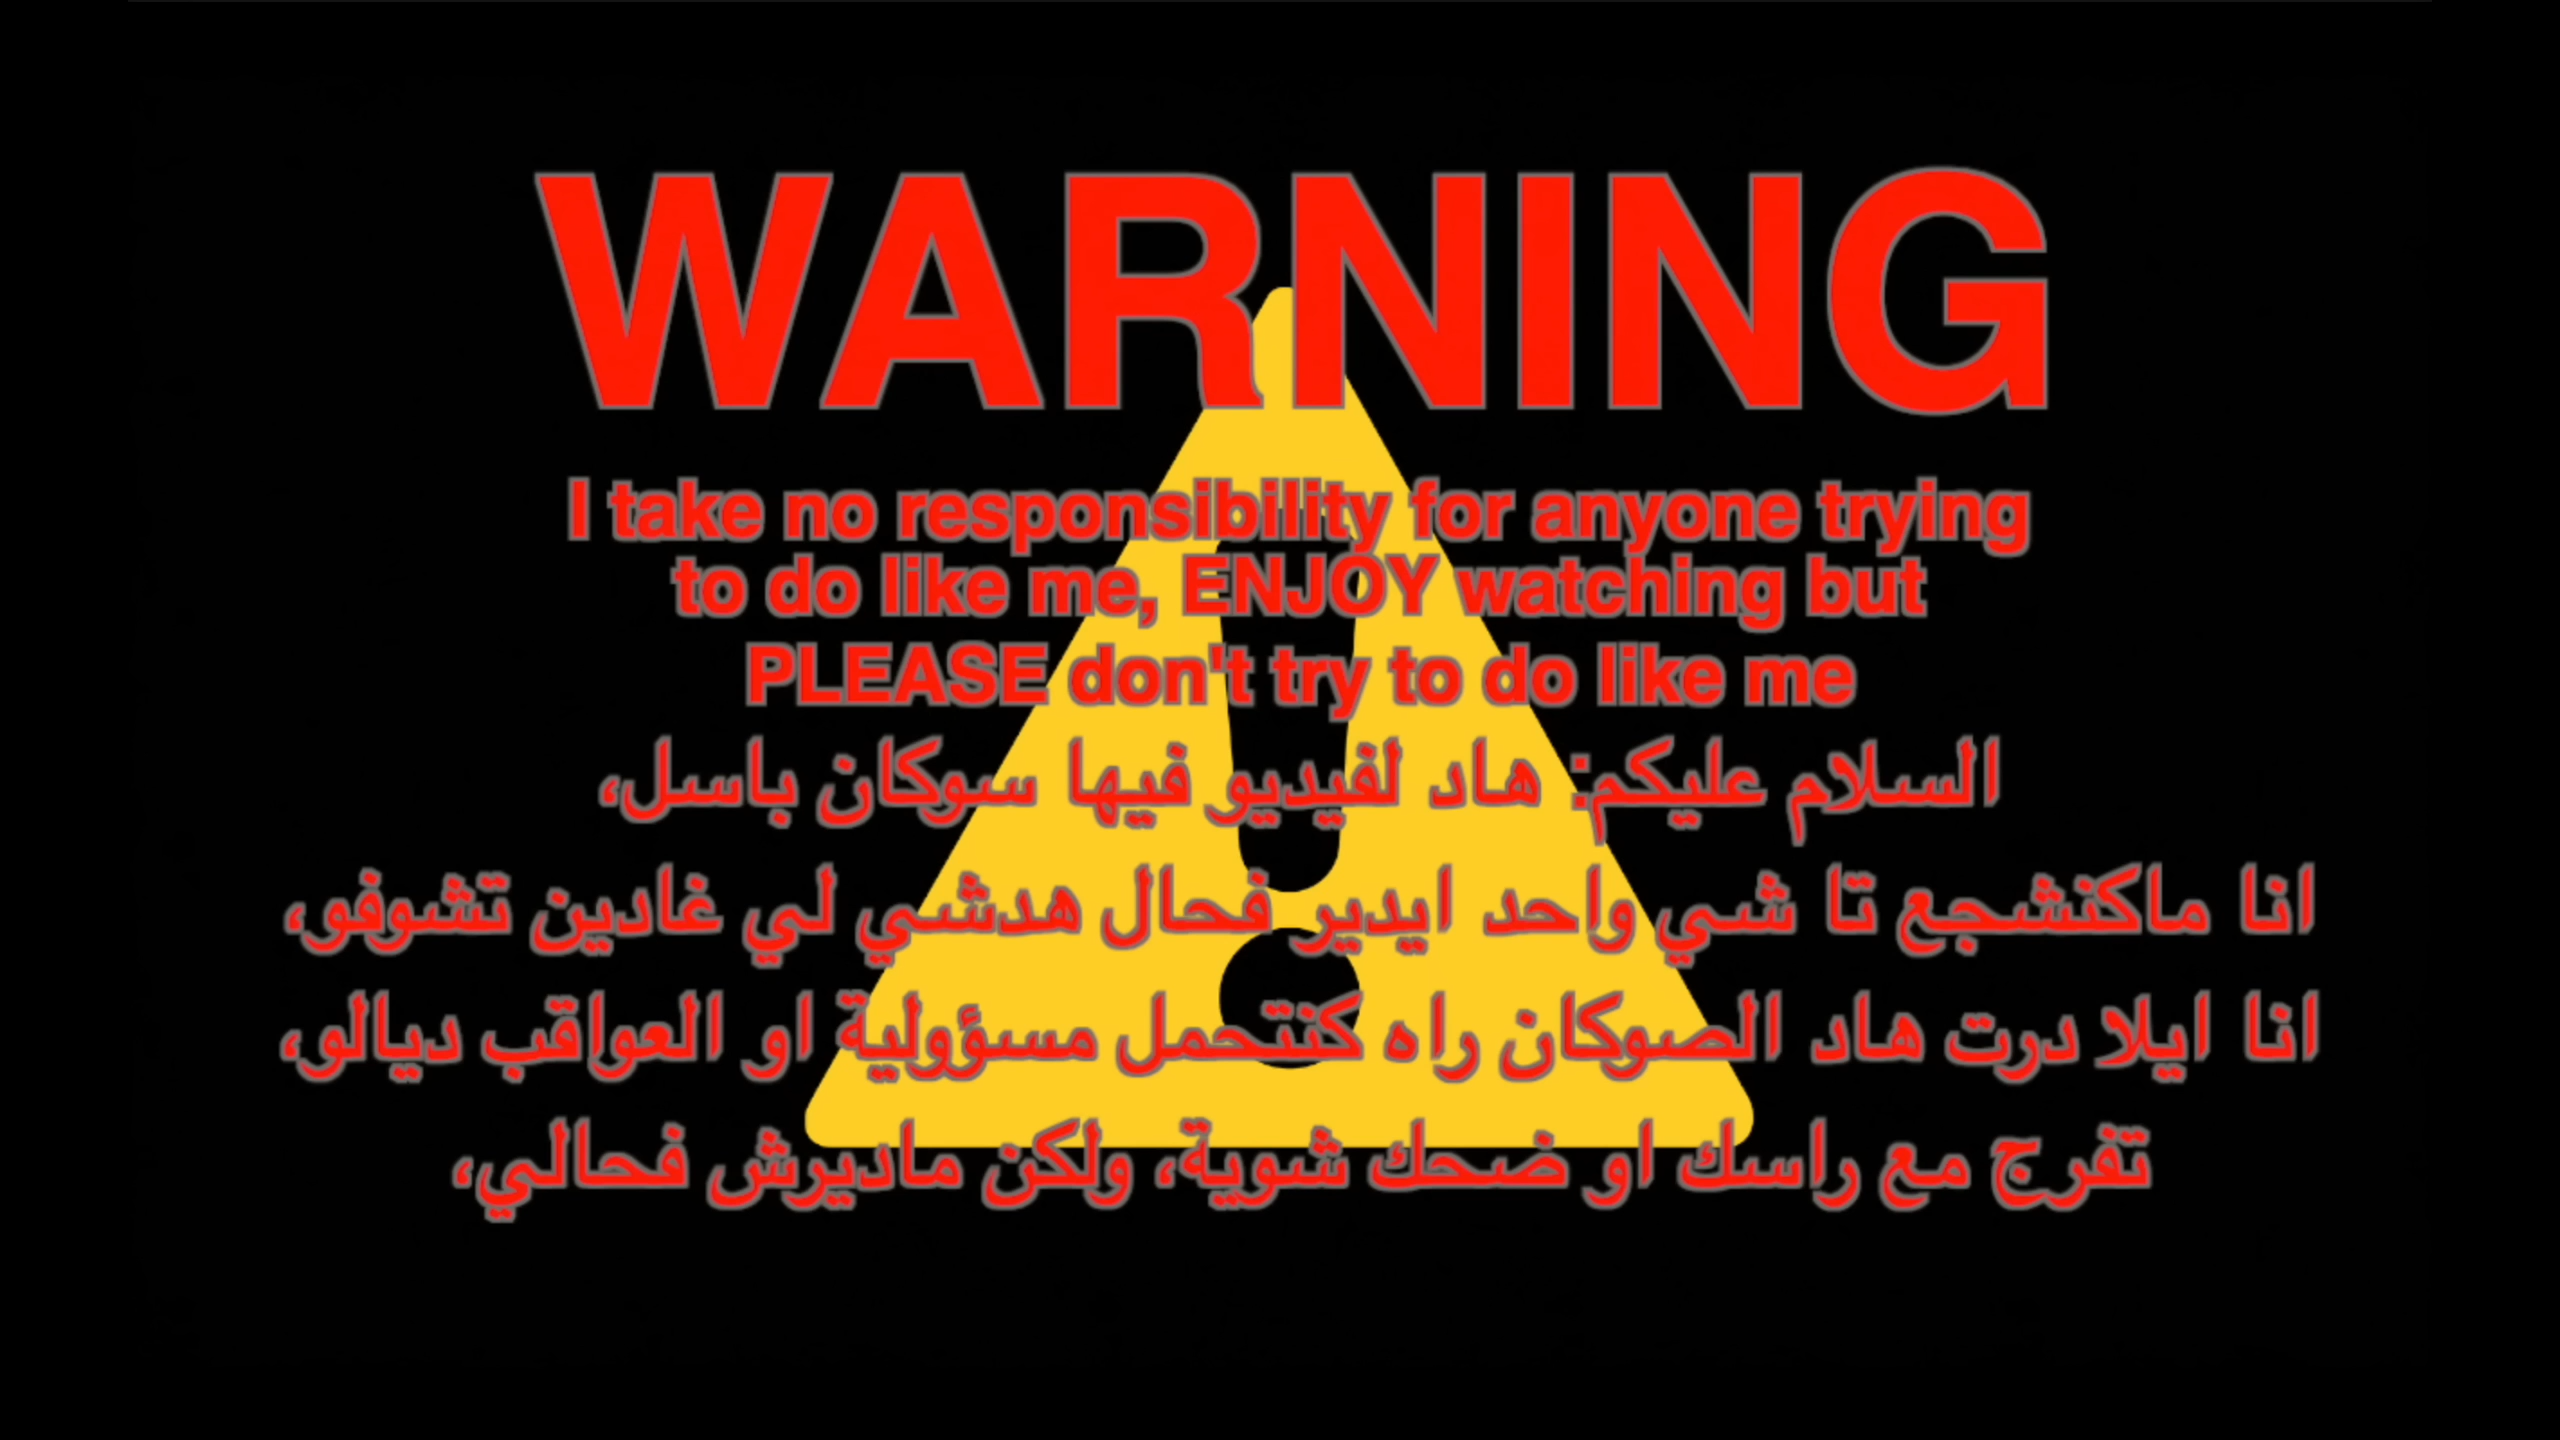 WARNING
I take no responsibility for anyone trying
to do like me, ENJOY watching but
PLEASE don't try to do like me
السلام عليكم: هاد لفيديو فيها سوكان باسل،
انا ماكنشجع تا شي واحد ايدير فحال هدشي لي غادين تشوفو،
انا ايلا درت هاد الصوكان راه كنتحمل مسؤولية او العواقب ديالو،
تفرج مع راسك او ضحك شوية، ولكن ماديرش فحالي،